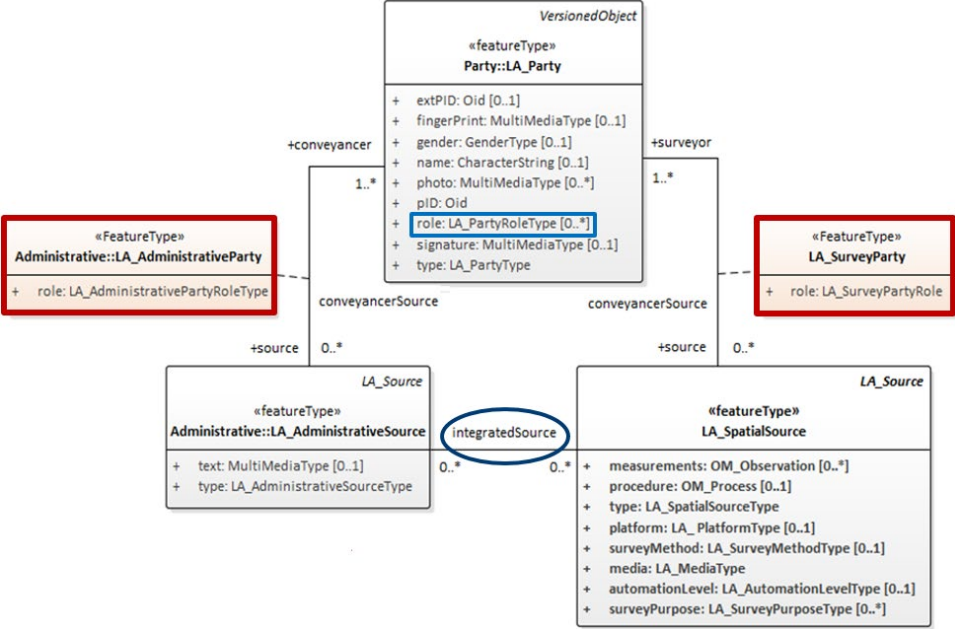 VersionedObject
«featureType»
Party::LA_Party
+ extPID: Oid [0..1]
+ fingerPrint: MultiMediaType [0..1]
+ gender: GenderType [0..1]
+ name: CharacterString [0..1]
+ photo: MultiMediaType [0..*]
+ pID: Oid
+ role: LA_PartyRoleType [0..*]
+ signature: MultiMediaType [0..1]
+ type: LA_PartyType
+conveyancer
1..*
+surveyor
1..*
«FeatureType»
Administrative::LA_AdministrativeParty
+ role: LA_AdministrativePartyRoleType
«FeatureType»
LA_SurveyParty
+ role: LA_SurveyPartyRole
conveyancerSource
conveyancerSource
+source 0..*
+source 0..*
LA_Source
«featureType»
Administrative::LA_AdministrativeSource
+ text: MultiMediaType [0..1]
+ type: LA_AdministrativeSourceType
integratedSource
0..* 0..*
LA_Source
«featureType»
LA_SpatialSource
+ measurements: OM_Observation [0..*]
+ procedure: OM_Process [0..1]
+ type: LA_SpatialSourceType
+ platform: LA_ PlatformType [0..1]
+ surveyMethod: LA_SurveyMethodType [0..1]
+ media: LA_MediaType
+ automationLevel: LA_AutomationLevelType [0..1]
+ surveyPurpose: LA_SurveyPurposeType [0..*]